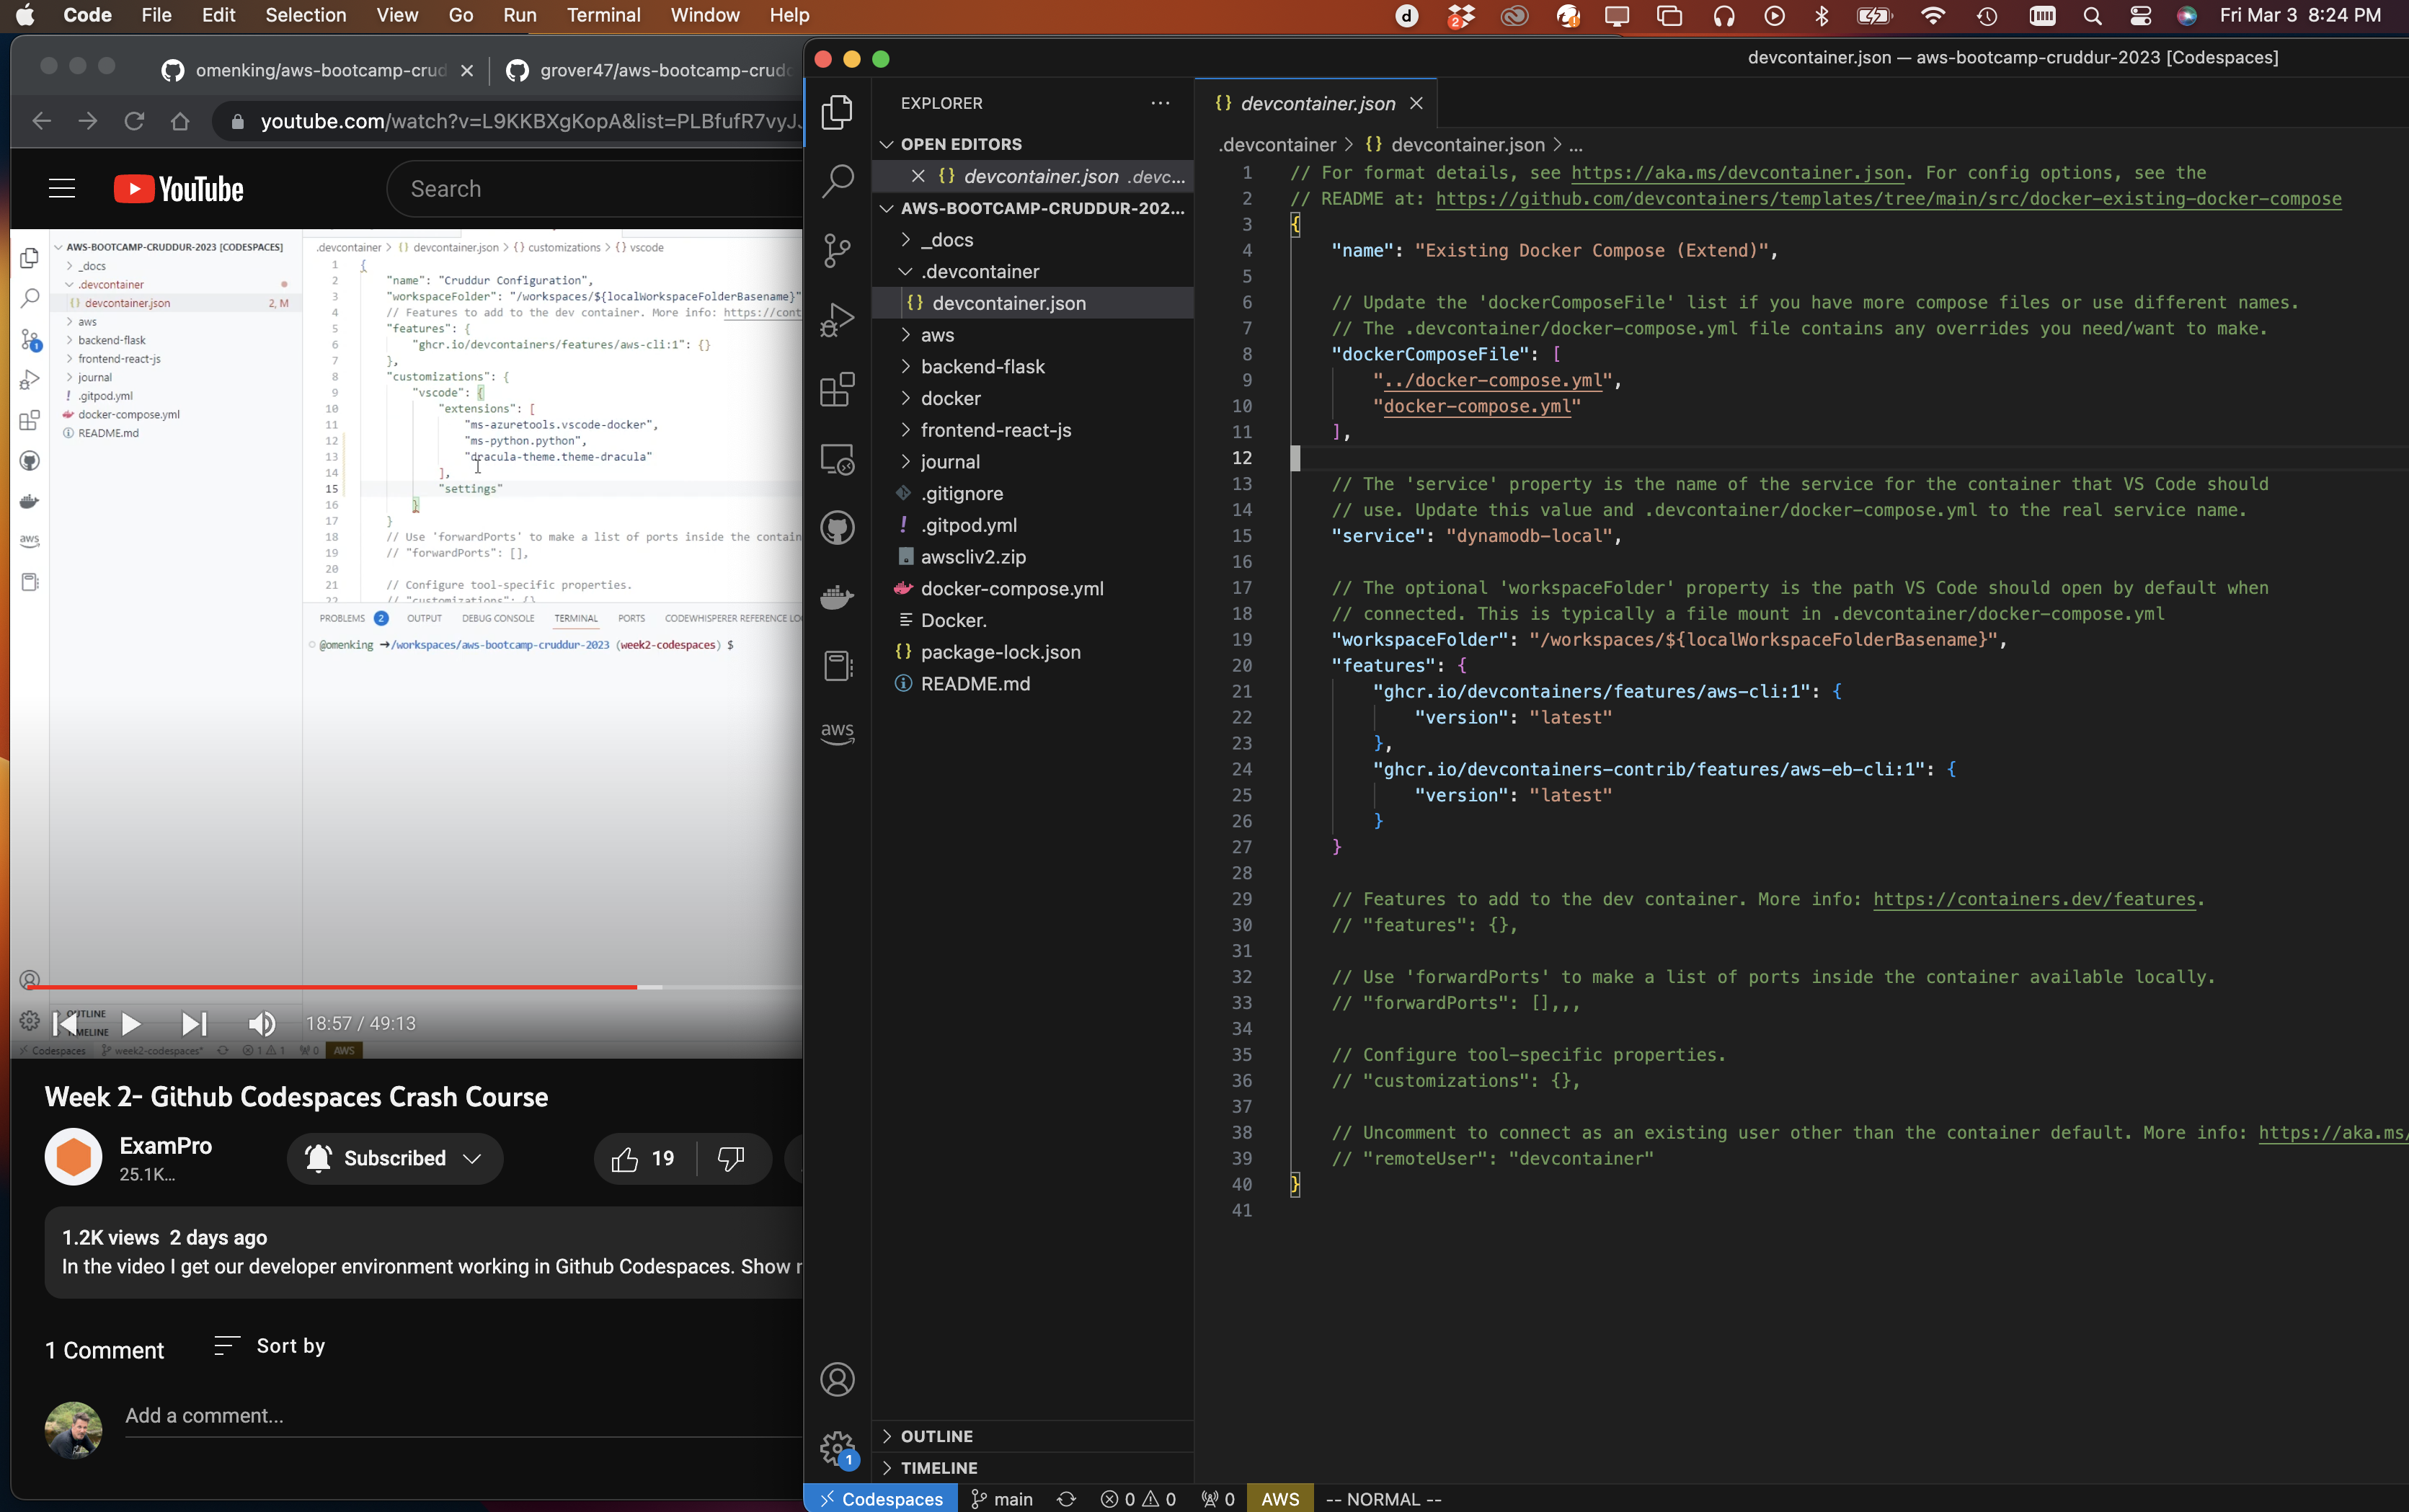 Code File Edit Selection View Go Run Terminal Window Help
d 2 Fri Mar 3 8:24 PM
omenking/aws-bootcamp-crud
grover47/aws-bootcamp-crudd
youtube.com/watch?v=L9KKBXgKopA&list=PLBfufR7vyJJ
YouTube
Search
AWS-BOOTCAMP-CRUDDUR-2023 [CODESPACES]
_docs
.devcontainer
{} devcontainer.json 2, M
aws
backend-flask
frontend-react-js
journal
! .gitpod.yml
docker-compose.yml
README.md
1
aws
.devcontainer > {} devcontainer.json > {} customizations > {} vscode
1 {
2 "name": "Cruddur Configuration",
3 "workspaceFolder": "/workspaces/${localWorkspaceFolderBasename}"
4 // Features to add to the dev container. More info: https://cont
5 "features": {
6 "ghcr.io/devcontainers/features/aws-cli:1": {}
7 },
8 "customizations": {
9 "vscode": {
10 "extensions": [
11 "ms-azuretools.vscode-docker",
12 "ms-python.python",
13 "dracula-theme.theme-dracula"
14 ],
15 "settings"
16 }
17 }
18 // Use 'forwardPorts' to make a list of ports inside the contain
19 // "forwardPorts": [],
20
21 // Configure tool-specific properties.
22 // "customizations": {}
PROBLEMS 2 OUTPUT DEBUG CONSOLE TERMINAL PORTS CODEWHISPERER REFERENCE LO
@omenking →/workspaces/aws-bootcamp-cruddur-2023 (week2-codespaces) $
OUTLINE
TIMELINE
18:57 / 49:13
Codespaces week2-codespaces* 1 1 0 AWS
Week 2- Github Codespaces Crash Course
ExamPro
25.1K...
Subscribed
19
1.2K views 2 days ago
In the video I get our developer environment working in Github Codespaces. Show
1 Comment
Sort by
Add a comment...
devcontainer.json — aws-bootcamp-cruddur-2023 [Codespaces]
EXPLORER ...
OPEN EDITORS
{} devcontainer.json .devc...
AWS-BOOTCAMP-CRUDDUR-202...
_docs
.devcontainer
{} devcontainer.json
aws
backend-flask
docker
frontend-react-js
journal
.gitignore
! .gitpod.yml
awscliv2.zip
docker-compose.yml
Docker.
{} package-lock.json
README.md
aws
1
OUTLINE
TIMELINE
{} devcontainer.json
.devcontainer > {} devcontainer.json > ...
1 // For format details, see https://aka.ms/devcontainer.json. For config options, see the
2 // README at: https://github.com/devcontainers/templates/tree/main/src/docker-existing-docker-compose
3 {
4 "name": "Existing Docker Compose (Extend)",
5
6 // Update the 'dockerComposeFile' list if you have more compose files or use different names.
7 // The .devcontainer/docker-compose.yml file contains any overrides you need/want to make.
8 "dockerComposeFile": [
9 "../docker-compose.yml",
10 "docker-compose.yml"
11 ],
12
13 // The 'service' property is the name of the service for the container that VS Code should
14 // use. Update this value and .devcontainer/docker-compose.yml to the real service name.
15 "service": "dynamodb-local",
16
17 // The optional 'workspaceFolder' property is the path VS Code should open by default when
18 // connected. This is typically a file mount in .devcontainer/docker-compose.yml
19 "workspaceFolder": "/workspaces/${localWorkspaceFolderBasename}",
20 "features": {
21 "ghcr.io/devcontainers/features/aws-cli:1": {
22 "version": "latest"
23 },
24 "ghcr.io/devcontainers-contrib/features/aws-eb-cli:1": {
25 "version": "latest"
26 }
27 }
28
29 // Features to add to the dev container. More info: https://containers.dev/features.
30 // "features": {},
31
32 // Use 'forwardPorts' to make a list of ports inside the container available locally.
33 // "forwardPorts": [],,,
34
35 // Configure tool-specific properties.
36 // "customizations": {},
37
38 // Uncomment to connect as an existing user other than the container default. More info: https://aka.ms/
39 // "remoteUser": "devcontainer"
40 }
41
Codespaces main 0 0 0 AWS -- NORMAL --